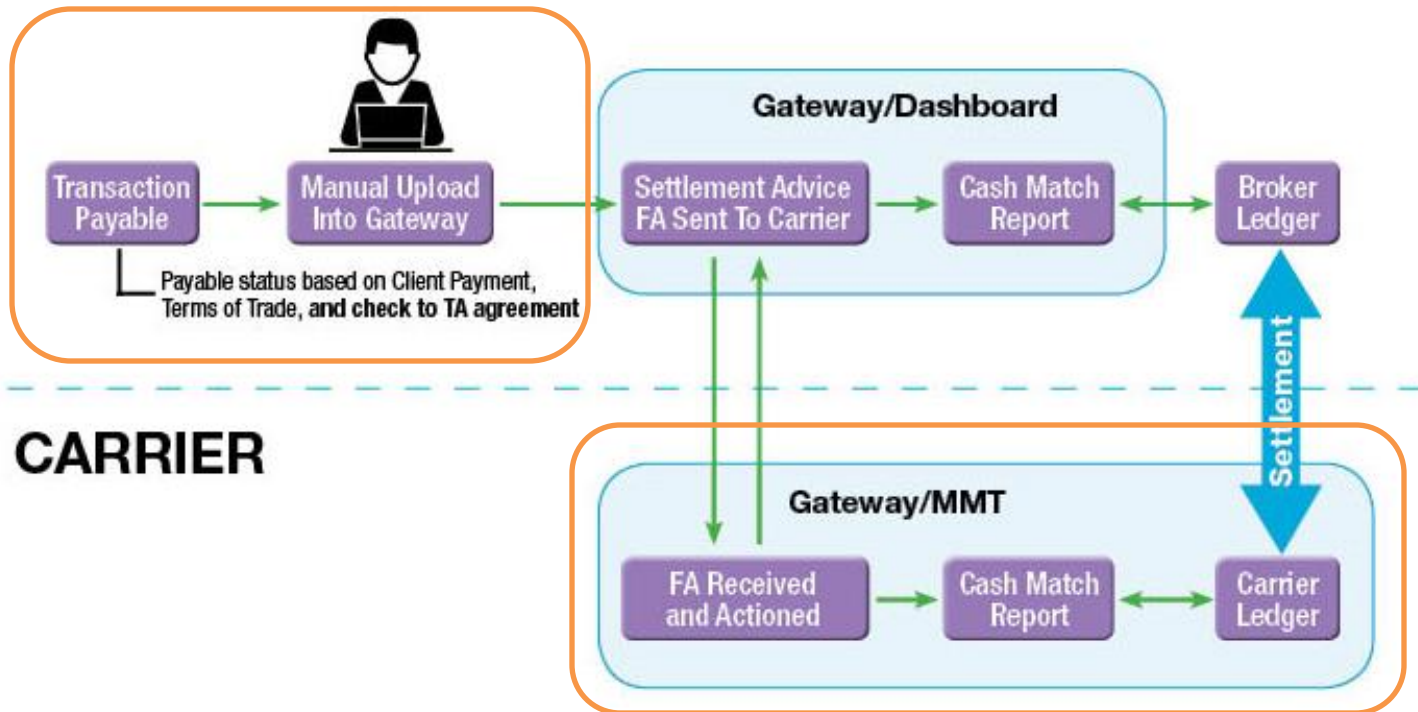 Gateway/Dashboard
Transaction
Payable
Manual Upload
Into Gateway
Settlement Advice
FA Sent To Carrier
Cash Match
Report
Broker
Ledger
Payable status based on Client Payment,
Terms of Trade, and check to TA agreement
Settlement
CARRIER
Gateway/MMT
FA Received
and Actioned
Cash Match
Report
Carrier
Ledger